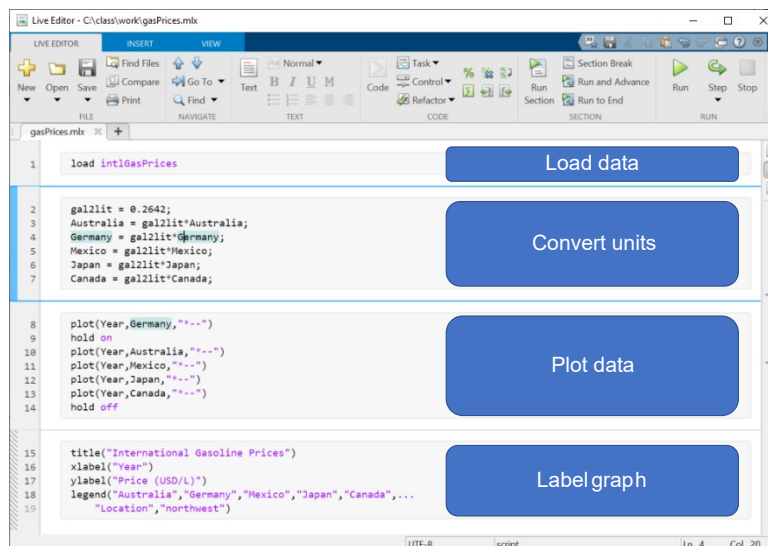 Live Editor - C:\class\work\gasPrices.mlx
LIVE EDITOR INSERT VIEW
New Open Save Find Files Compare Print
Go To Find
Text Normal B I U M
Code Task Control Refactor
Run Section Section Break Run and Advance Run to End
Run Step Stop
FILE NAVIGATE TEXT CODE SECTION RUN
gasPrices.mlx
1 load intlGasPrices
Load data
2 gal2lit = 0.2642;
3 Australia = gal2lit*Australia;
4 Germany = gal2lit*Germany;
5 Mexico = gal2lit*Mexico;
6 Japan = gal2lit*Japan;
7 Canada = gal2lit*Canada;
Convert units
8 plot(Year,Germany,"*--")
9 hold on
10 plot(Year,Australia,"*--")
11 plot(Year,Mexico,"*--")
12 plot(Year,Japan,"*--")
13 plot(Year,Canada,"*--")
14 hold off
Plot data
15 title("International Gasoline Prices")
16 xlabel("Year")
17 ylabel("Price (USD/L)")
18 legend("Australia","Germany","Mexico","Japan","Canada",...
19 "Location","northwest")
Label graph
UTF-8 script Ln 4 Col 20